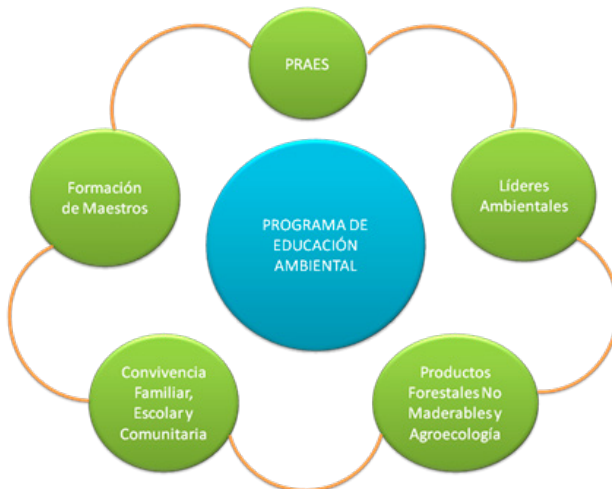 PRAES
Formación
de Maestros
Líderes
Ambientales
PROGRAMA DE
EDUCACIÓN
AMBIENTAL
Convivencia
Familiar,
Escolar y
Comunitaria
Productos
Forestales No
Maderables y
Agroecología